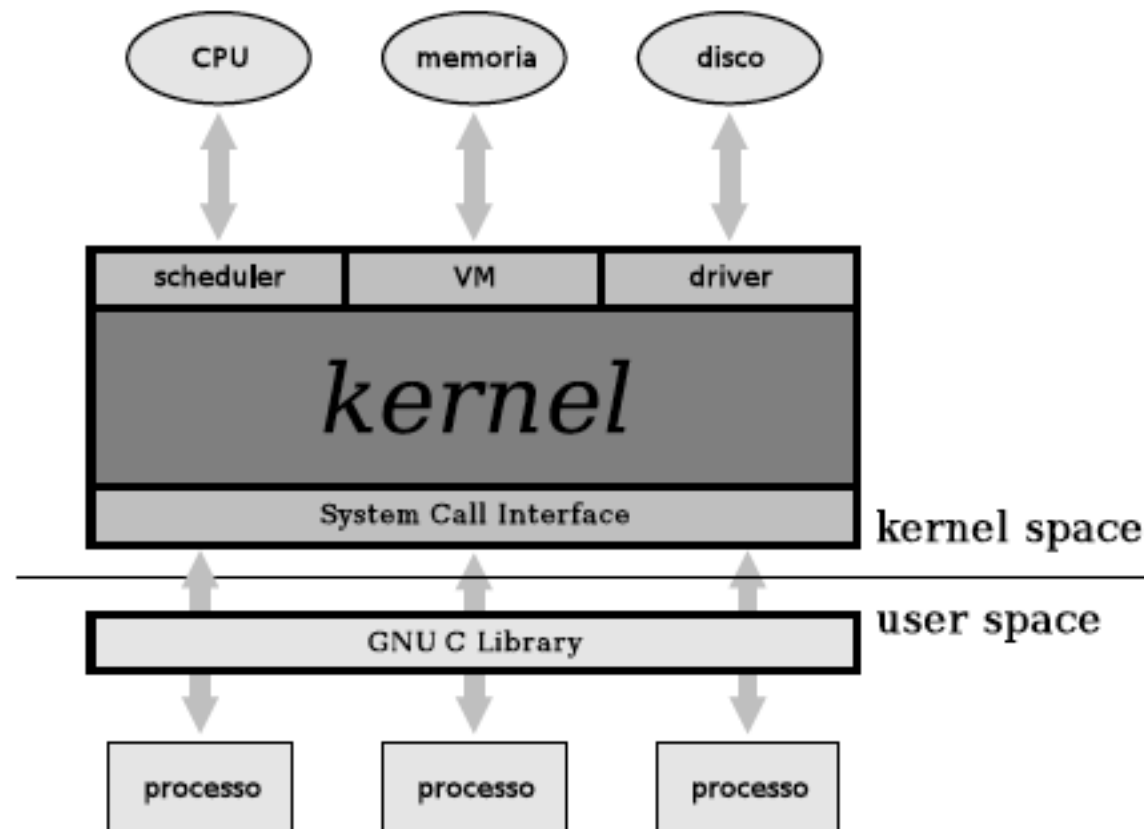 CPU
memoria
disco
scheduler
VM
driver
kernel
System Call Interface
kernel space
user space
GNU C Library
processo
processo
processo